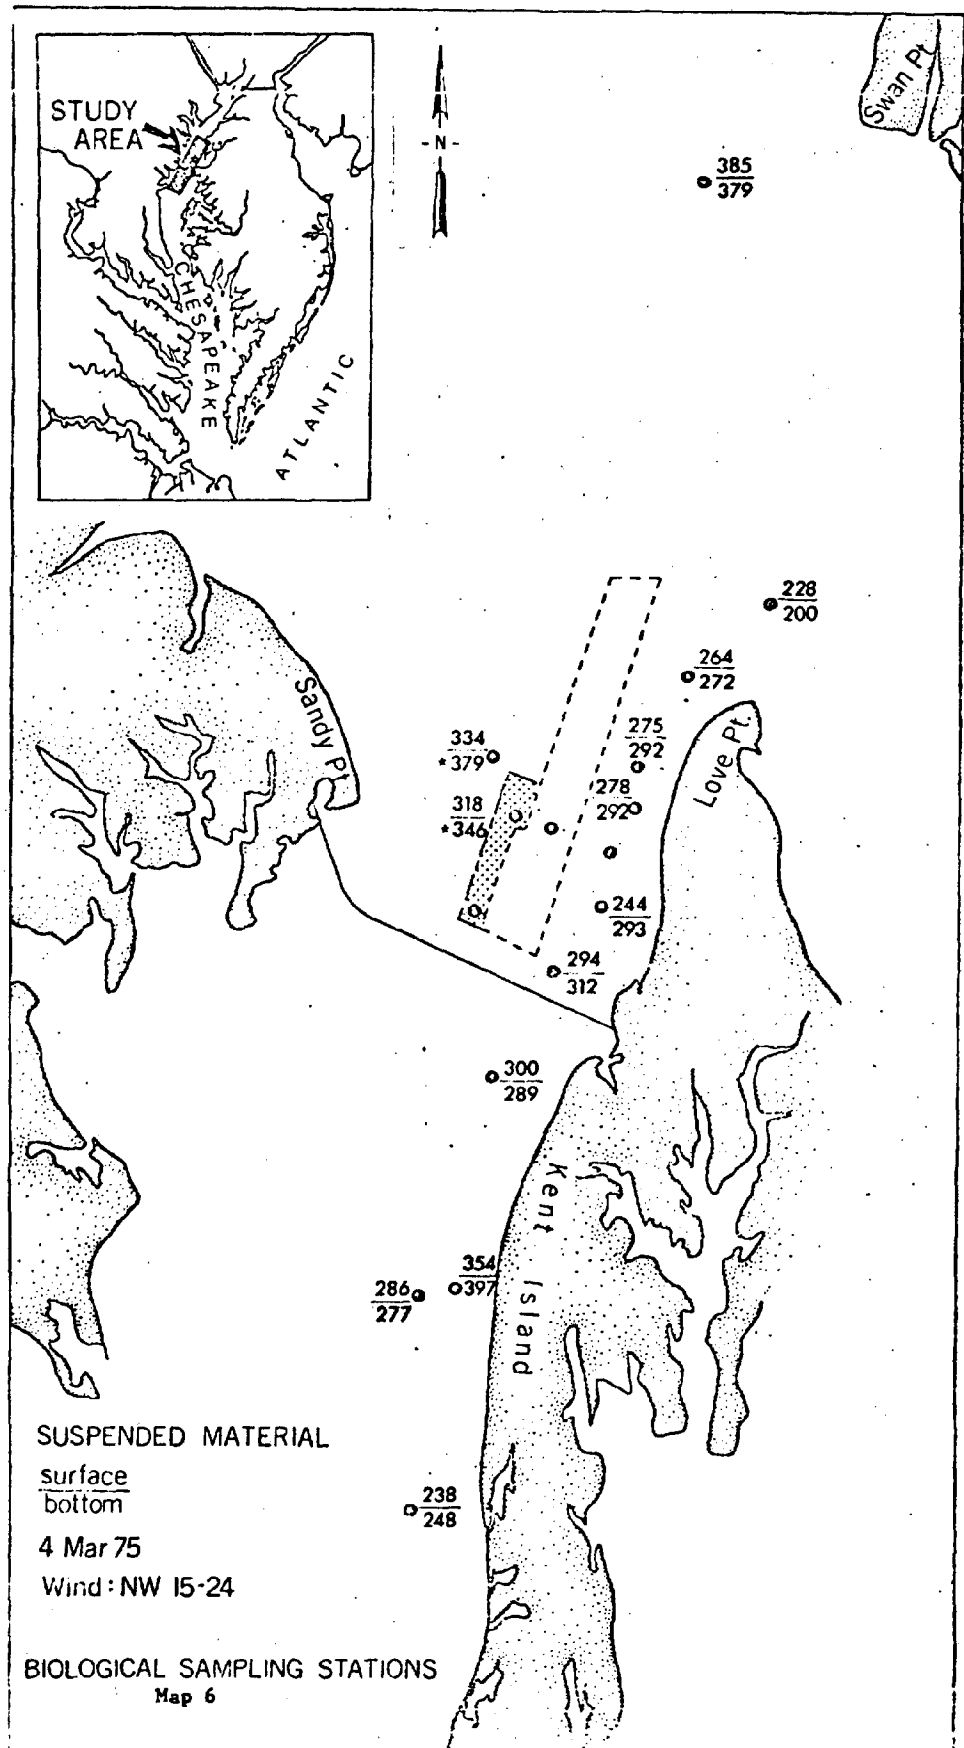 STUDY
AREA
CHESAPEAKE
ATLANTIC
- N -
Swan Pt.
385
379
228
200
264
272
Sandy Pt.
334
*379
275
292
Love Pt.
318
*346
278
292
244
293
294
312
300
289
Kent Island
354
397
286
277
SUSPENDED MATERIAL
surface
bottom
4 Mar 75
Wind: NW 15-24
238
248
BIOLOGICAL SAMPLING STATIONS
Map 6